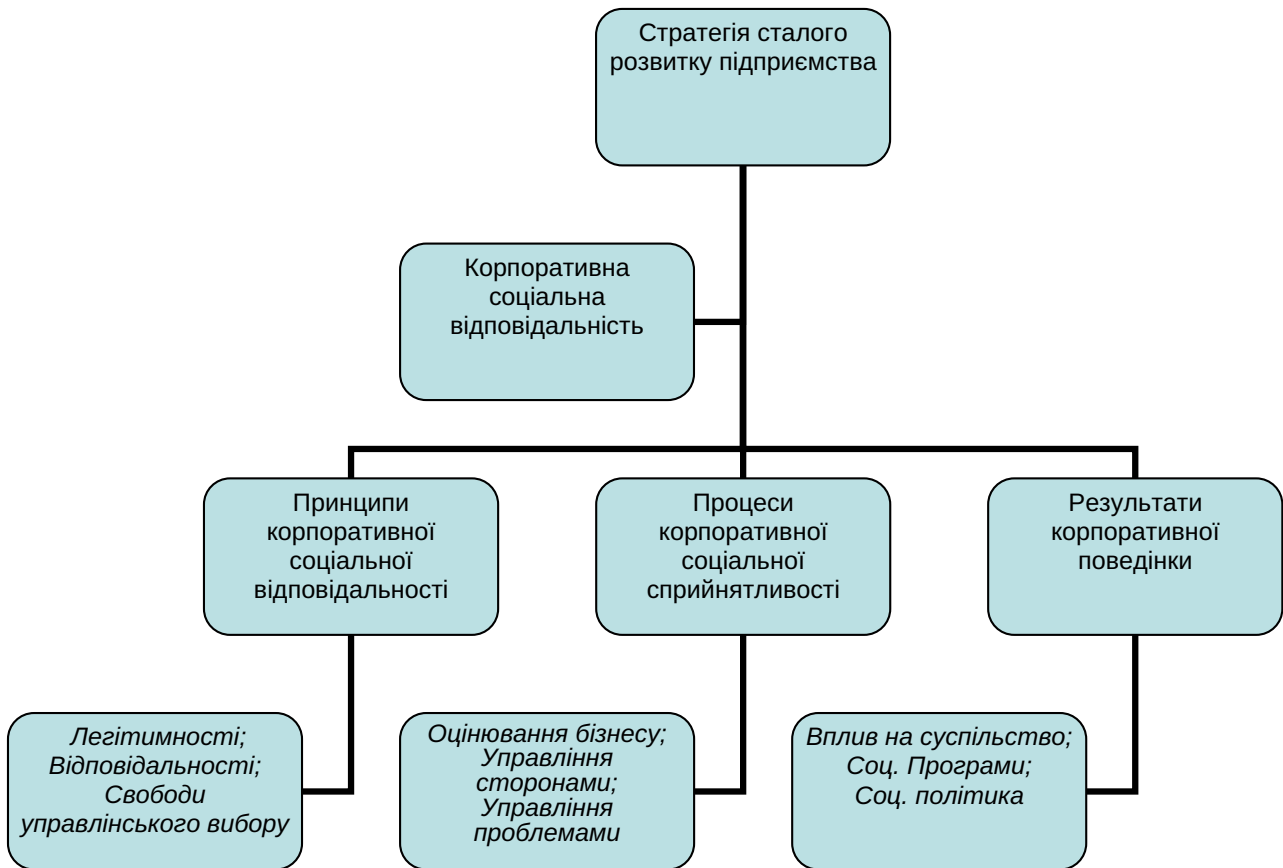 Стратегія сталого
розвитку підприємства
Корпоративна
соціальна
відповідальність
Принципи
корпоративної
соціальної
відповідальності
Процеси
корпоративної
соціальної
сприйнятливості
Результати
корпоративної
поведінки
Легітимності;
Відповідальності;
Свободи
управлінського вибору
Оцінювання бізнесу;
Управління
сторонами;
Управління
проблемами
Вплив на суспільство;
Соц. Програми;
Соц. політика